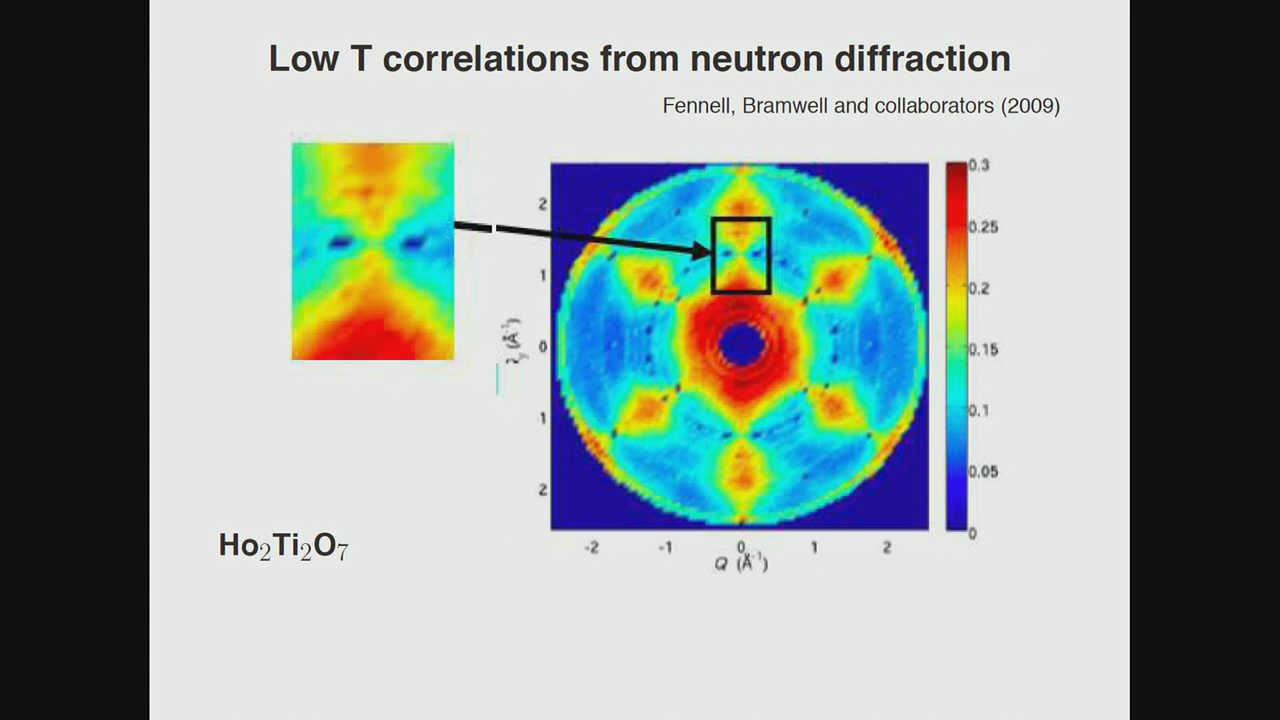 Low T correlations from neutron diffraction
Fennell, Bramwell and collaborators (2009)
0.3
0.25
0.2
0.15
0.1
0.05
0
2
1
0
1
2
(Å⁻¹)
-2 -1 0 1 2
Q (Å⁻¹)
Ho₂Ti₂O₇